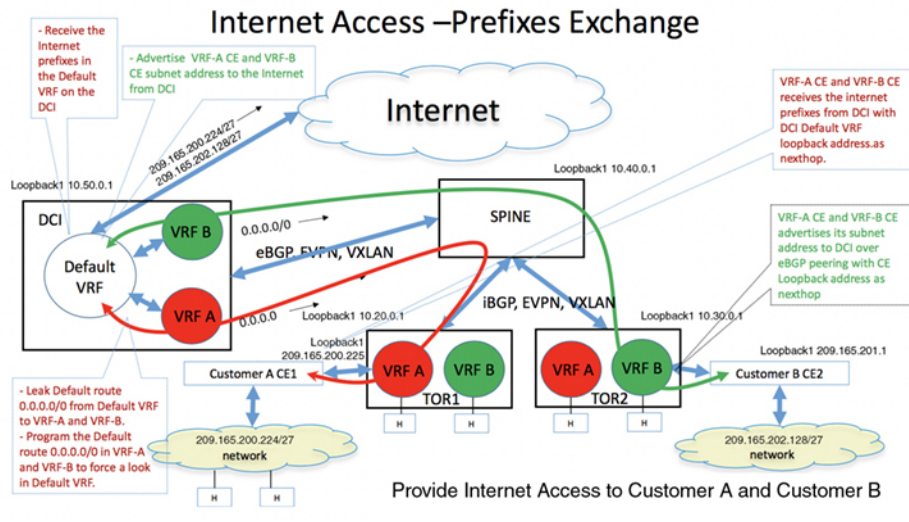 Internet Access –Prefixes Exchange
- Receive the
Internet
prefixes in
the Default
VRF on the
DCI
- Advertise VRF-A CE and VRF-B
CE subnet address to the Internet
from DCI
Internet
209.165.200.224/27
209.165.202.128/27
VRF-A CE and VRF-B CE
receives the internet
prefixes from DCI with
DCI Default VRF
loopback address.as
nexthop.
Loopback1 10.50.0.1
Loopback1 10.40.0.1
DCI
VRF B
Default
VRF
VRF A
0.0.0.0/0
eBGP, EVPN, VXLAN
0.0.0.0
SPINE
VRF-A CE and VRF-B CE
advertises its subnet
address to DCI over
eBGP peering with CE
Loopback address as
nexthop
iBGP, EVPN, VXLAN
Loopback1 10.20.0.1
Loopback1 10.30.0.1
Loopback1
209.165.200.225
Loopback1 209.165.201.1
Customer A CE1
VRF A
VRF B
TOR1
VRF A
VRF B
TOR2
Customer B CE2
H
H
H
H
- Leak Default route
0.0.0.0/0 from Default VRF
to VRF-A and VRF-B.
- Program the Default
route 0.0.0.0/0 in VRF-A
and VRF-B to force a look
in Default VRF.
209.165.200.224/27
network
H
H
209.165.202.128/27
network
Provide Internet Access to Customer A and Customer B